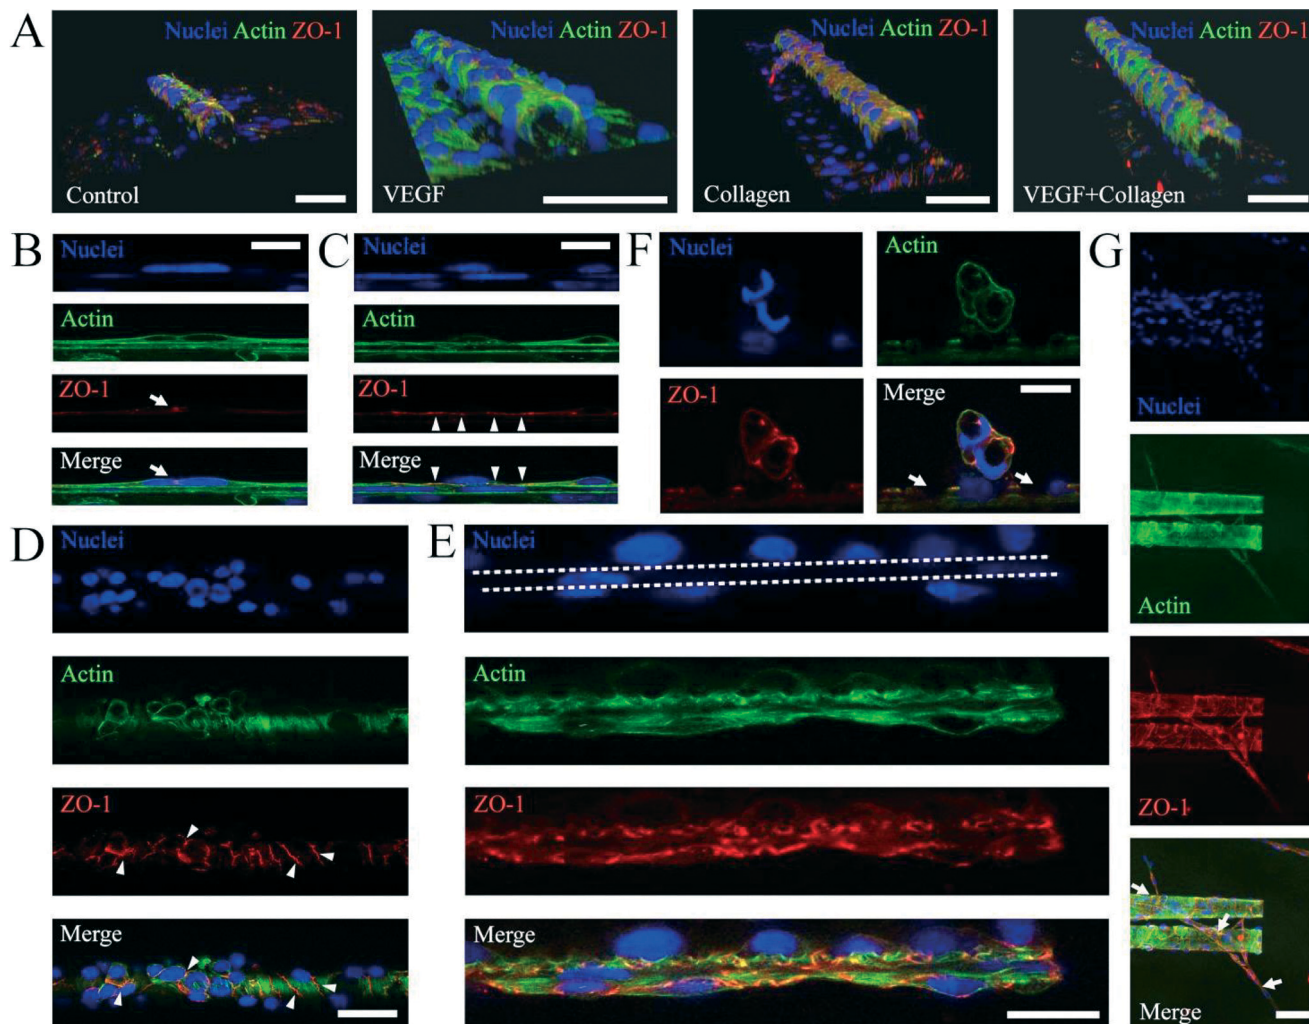 A
Nuclei Actin ZO-1
Control
Nuclei Actin ZO-1
VEGF
Nuclei Actin ZO-1
Collagen
Nuclei Actin ZO-1
VEGF+Collagen
B
Nuclei
Actin
ZO-1
Merge
C
Nuclei
Actin
ZO-1
Merge
D
Nuclei
Actin
ZO-1
Merge
E
Nuclei
Actin
ZO-1
Merge
F
Nuclei
Actin
ZO-1
Merge
G
Nuclei
Actin
ZO-1
Merge